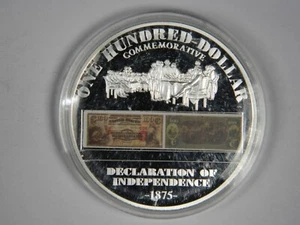 ONE HUNDRED DOLLAR
COMMEMORATIVE
DECLARATION OF
INDEPENDENCE
-1875-